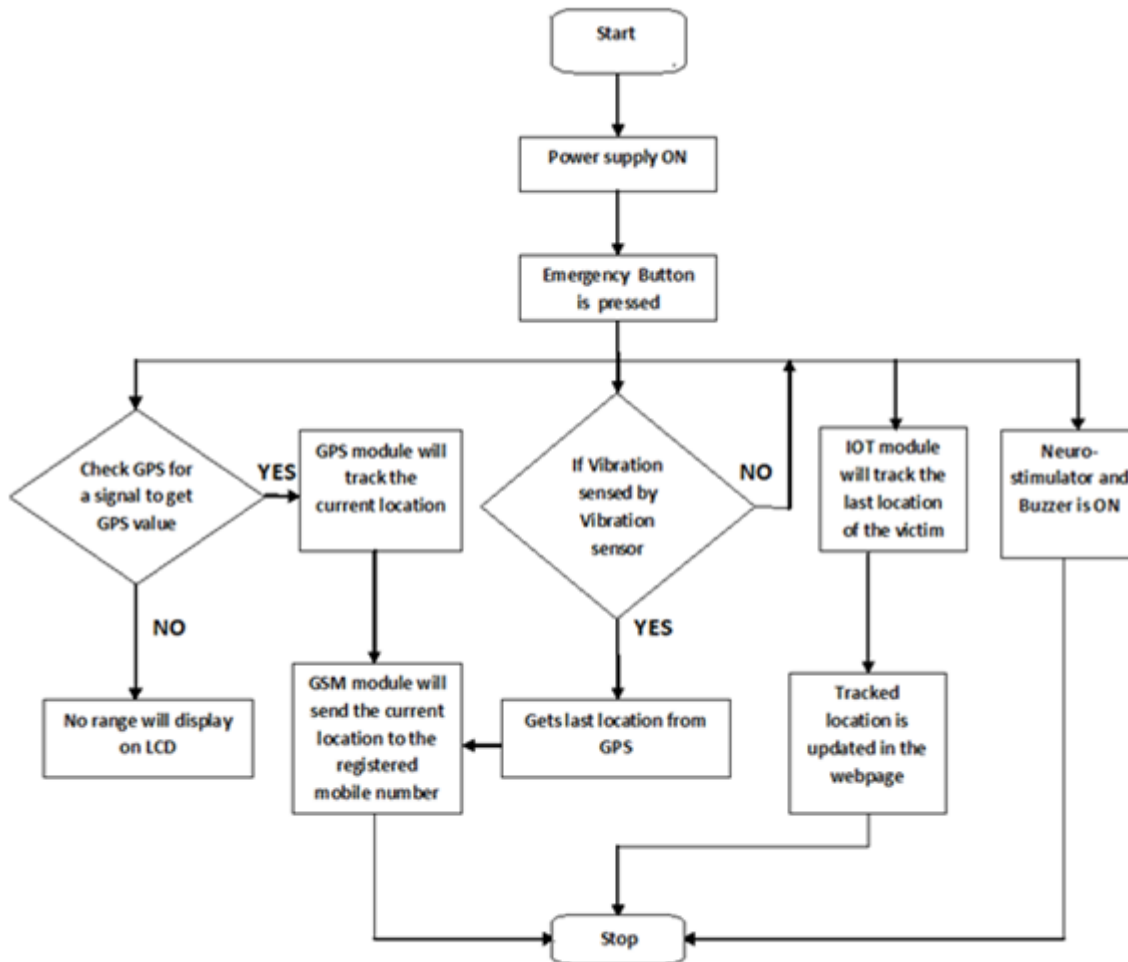 Start
Power supply ON
Emergency Button
is pressed
Check GPS for
a signal to get
GPS value
YES
GPS module will
track the
current location
If Vibration
sensed by
Vibration
sensor
NO
IOT module
will track the
last location
of the victim
Neuro-
stimulator and
Buzzer is ON
NO
YES
No range will display
on LCD
GSM module will
send the current
location to the
registered
mobile number
Gets last location from
GPS
Tracked
location is
updated in the
webpage
Stop